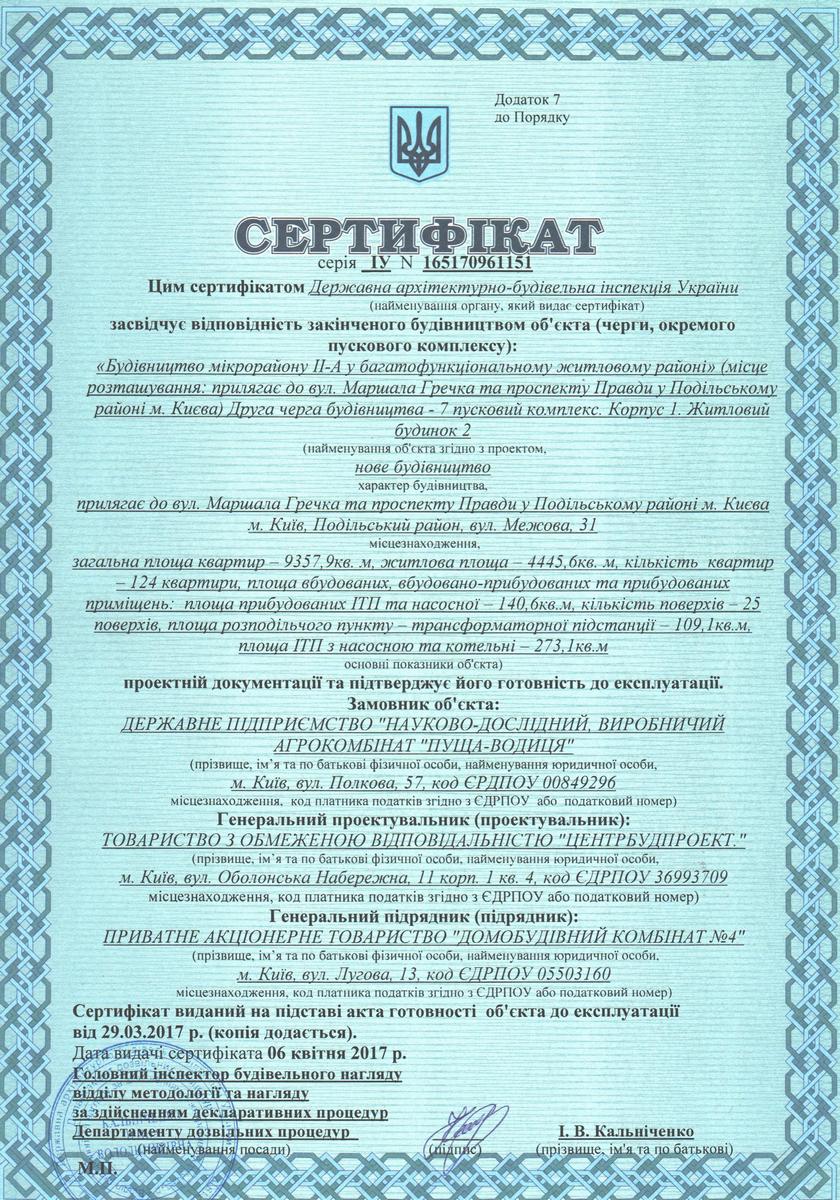 Додаток 7
до Порядку
СЕРТИФІКАТ
серія ІУ N 165170961151
Цим сертифікатом Державна архітектурно-будівельна інспекція України
(найменування органу, який видає сертифікат)
засвідчує відповідність закінченого будівництвом об'єкта (черги, окремого
пускового комплексу):
«Будівництво мікрорайону ІІ-А у багатофункціональному житловому районі» (місце
розташування: прилягає до вул. Маршала Гречка та проспекту Правди у Подільському
районі м. Києва) Друга черга будівництва - 7 пусковий комплекс. Корпус 1. Житловий
будинок 2
(найменування об'єкта згідно з проектом,
нове будівництво
характер будівництва,
прилягає до вул. Маршала Гречка та проспекту Правди у Подільському районі м. Києва
м. Київ, Подільський район, вул. Межова, 31
місцезнаходження,
загальна площа квартир – 9357,9кв. м, житлова площа – 4445,6кв. м, кількість квартир
– 124 квартири, площа вбудованих, вбудовано-прибудованих та прибудованих
приміщень: площа прибудованих ІТП та насосної – 140,6кв.м, кількість поверхів – 25
поверхів, площа розподільчого пункту – трансформаторної підстанції – 109,1кв.м,
площа ІТП з насосною та котельні – 273,1кв.м
основні показники об'єкта)
проектній документації та підтверджує його готовність до експлуатації.
Замовник об'єкта:
ДЕРЖАВНЕ ПІДПРИЄМСТВО "НАУКОВО-ДОСЛІДНИЙ, ВИРОБНИЧИЙ
АГРОКОМБІНАТ "ПУЩА-ВОДИЦЯ"
(прізвище, ім'я та по батькові фізичної особи, найменування юридичної особи,
м. Київ, вул. Полкова, 57, код ЄРДПОУ 00849296
місцезнаходження, код платника податків згідно з ЄДРПОУ або податковий номер)
Генеральний проектувальник (проектувальник):
ТОВАРИСТВО З ОБМЕЖЕНОЮ ВІДПОВІДАЛЬНІСТЮ "ЦЕНТРБУДПРОЕКТ."
(прізвище, ім'я та по батькові фізичної особи, найменування юридичної особи,
м. Київ, вул. Оболонська Набережна, 11 корп. 1 кв. 4, код ЄДРПОУ 36993709
місцезнаходження, код платника податків згідно з ЄДРПОУ або податковий номер)
Генеральний підрядник (підрядник):
ПРИВАТНЕ АКЦІОНЕРНЕ ТОВАРИСТВО "ДОМОБУДІВНИЙ КОМБІНАТ №4"
(прізвище, ім'я та по батькові фізичної особи, найменування юридичної особи,
м. Київ, вул. Лугова, 13, код ЄДРПОУ 05503160
місцезнаходження, код платника податків згідно з ЄДРПОУ або податковий номер)
Сертифікат виданий на підставі акта готовності об'єкта до експлуатації
від 29.03.2017 р. (копія додається).
Дата видачі сертифіката 06 квітня 2017 р.
Головний інспектор будівельного нагляду
відділу методології та нагляду
за здійсненням декларативних процедур
Департаменту дозвільних процедур
І. В. Кальніченко
(найменування посади) (підпис) (прізвище, ім'я та по батькові)
М.П.